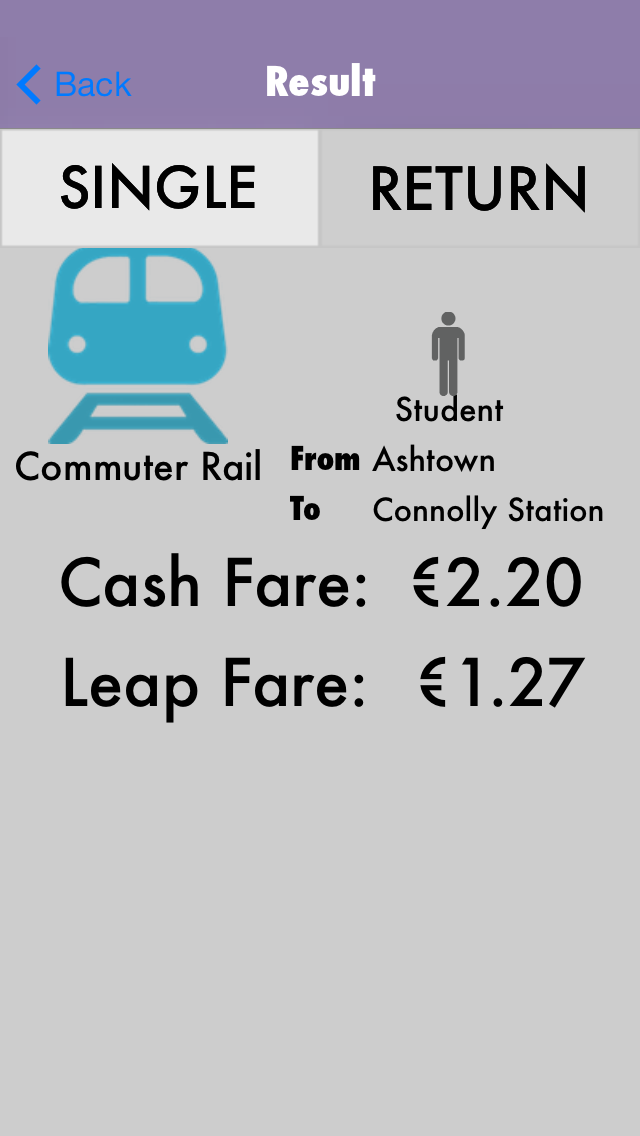 Back
Result
SINGLE
RETURN
Student
Commuter Rail
From Ashtown
To Connolly Station
Cash Fare: €2.20
Leap Fare: €1.27